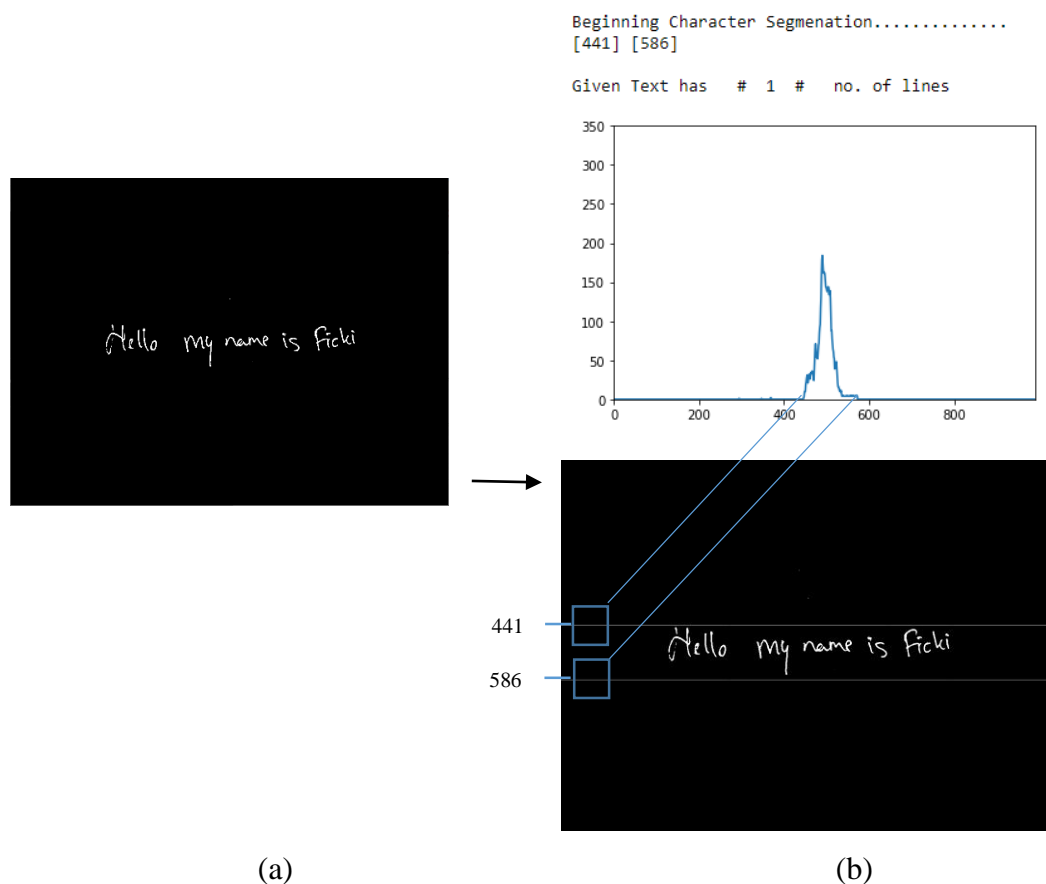 Beginning Character Segmenation..............
[441] [586]
Given Text has # 1 # no. of lines
350
300
250
200
150
100
50
0
0 200 400 600 800
Hello my name is Ficki
441
586
Hello my name is Ficki
(a) (b)